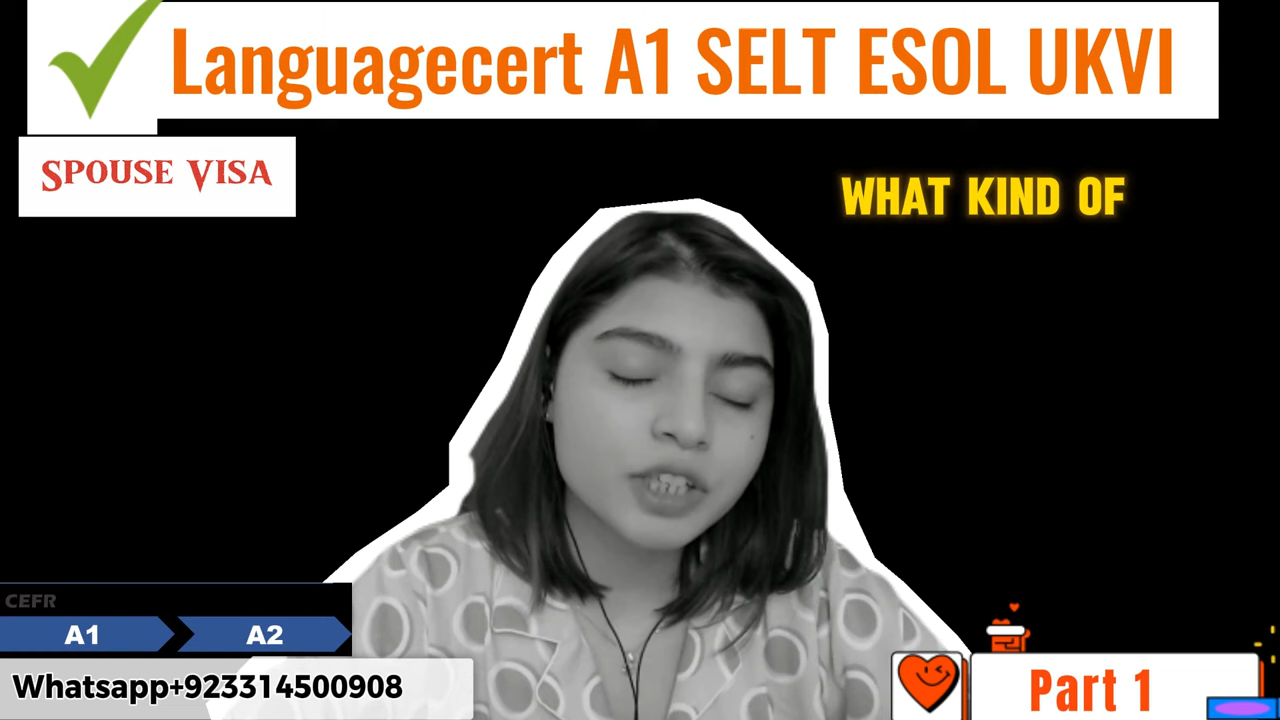 Languagecert A1 SELT ESOL UKVI
SPOUSE VISA
WHAT KIND OF
CEFR
A1 A2
Whatsapp+923314500908
Part 1